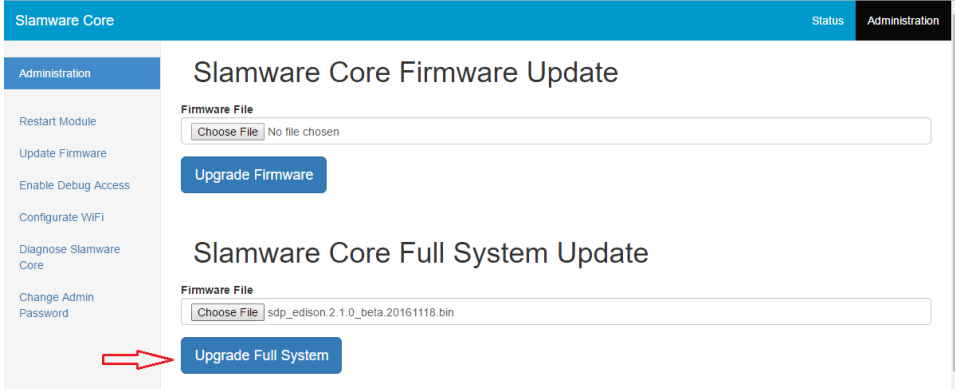 Slamware Core
Status
Administration
Administration
Restart Module
Update Firmware
Enable Debug Access
Configurate WiFi
Diagnose Slamware
Core
Change Admin
Password
Slamware Core Firmware Update
Firmware File
Choose File No file chosen
Upgrade Firmware
Slamware Core Full System Update
Firmware File
Choose File sdp_edison.2.1.0_beta.20161118.bin
Upgrade Full System